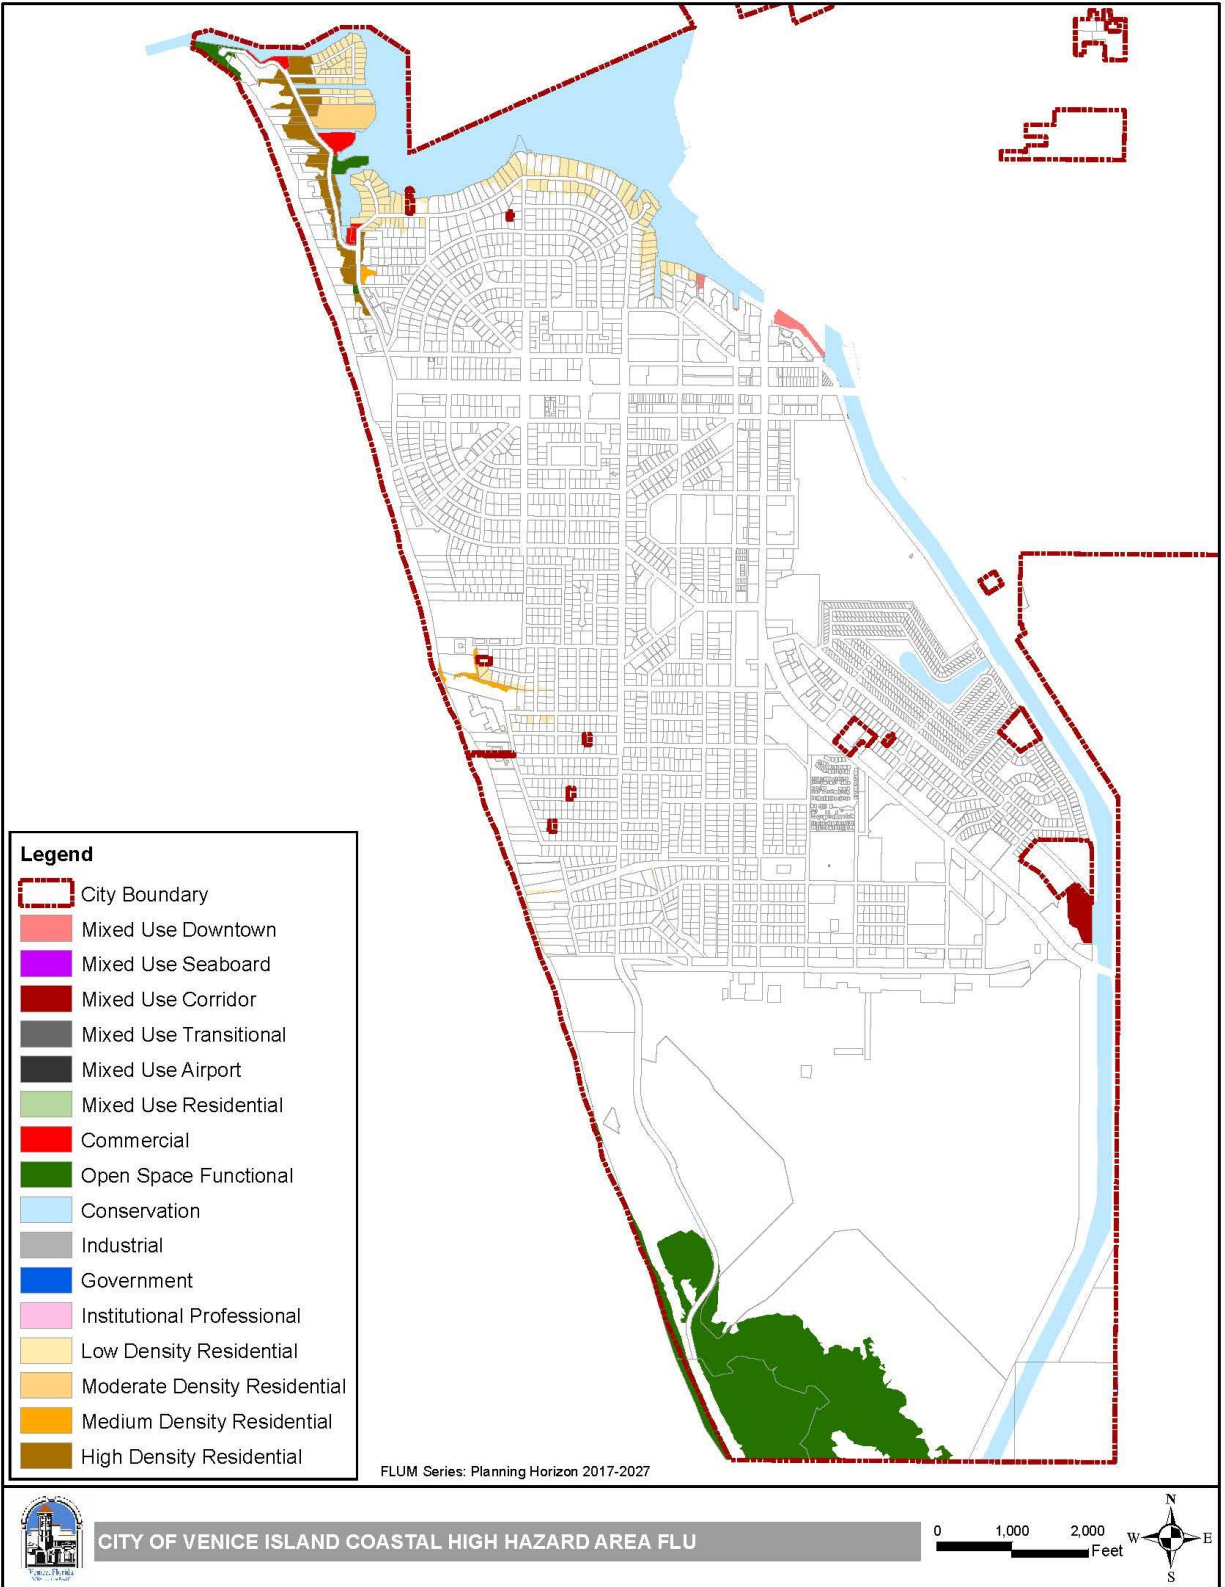 Legend
City Boundary
Mixed Use Downtown
Mixed Use Seaboard
Mixed Use Corridor
Mixed Use Transitional
Mixed Use Airport
Mixed Use Residential
Commercial
Open Space Functional
Conservation
Industrial
Government
Institutional Professional
Low Density Residential
Moderate Density Residential
Medium Density Residential
High Density Residential
FLUM Series: Planning Horizon 2017-2027
CITY OF VENICE ISLAND COASTAL HIGH HAZARD AREA FLU
0 1,000 2,000
Feet
N
W E
S
Venice, Florida